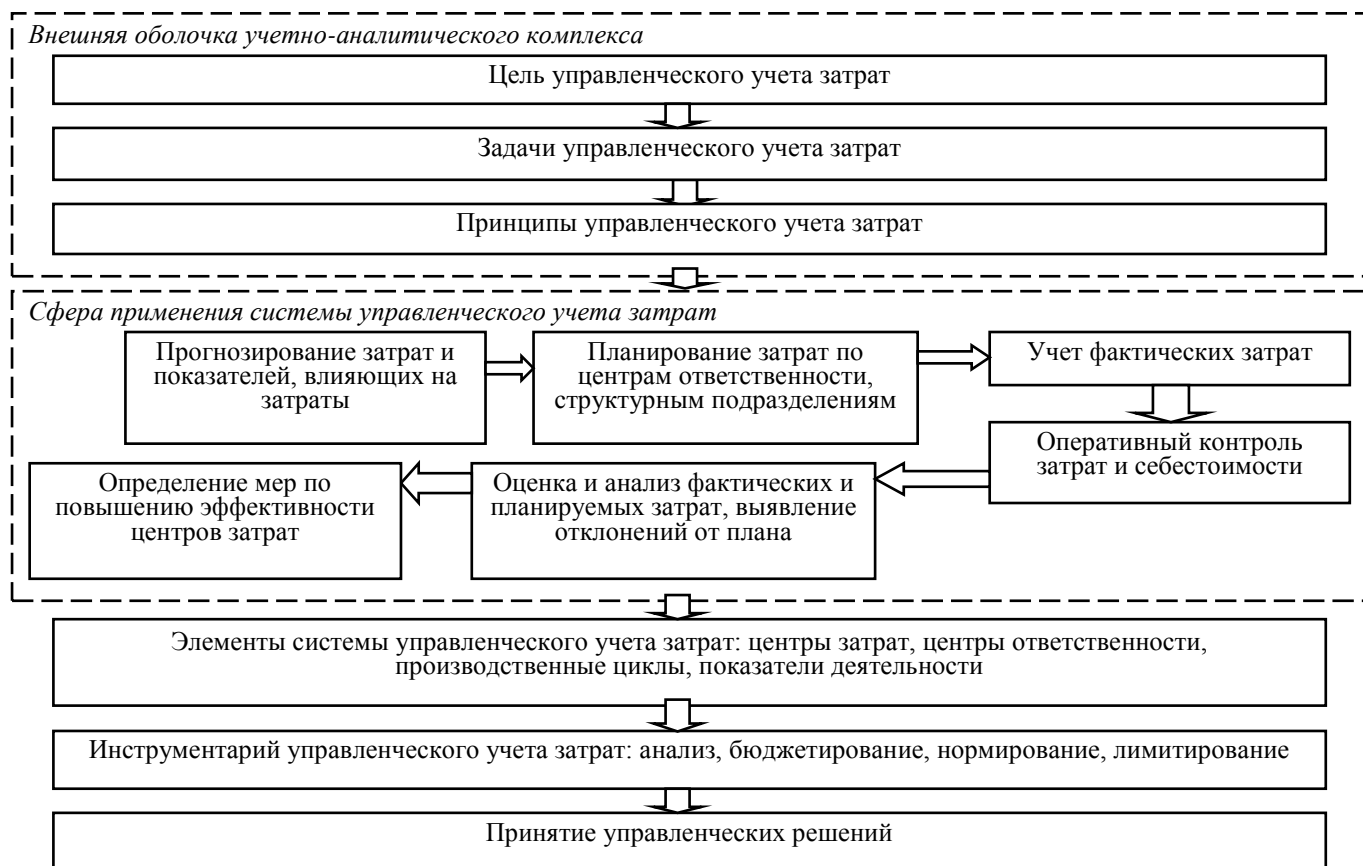 Внешняя оболочка учетно-аналитического комплекса
Цель управленческого учета затрат
Задачи управленческого учета затрат
Принципы управленческого учета затрат
Сфера применения системы управленческого учета затрат
Прогнозирование затрат и
показателей, влияющих на
затраты
Планирование затрат по
центрам ответственности,
структурным подразделениям
Учет фактических затрат
Оперативный контроль
затрат и себестоимости
Оценка и анализ фактических и
планируемых затрат, выявление
отклонений от плана
Определение мер по
повышению эффективности
центров затрат
Элементы системы управленческого учета затрат: центры затрат, центры ответственности,
производственные циклы, показатели деятельности
Инструментарий управленческого учета затрат: анализ, бюджетирование, нормирование, лимитирование
Принятие управленческих решений